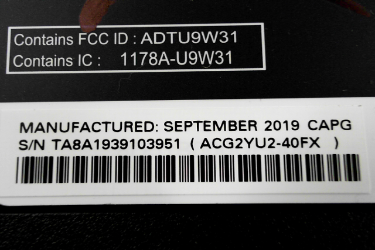 Contains FCC ID : ADTU9W31
Contains IC : 1178A-U9W31
MANUFACTURED: SEPTEMBER 2019 CAPG
S/N TA8A1939103951 ( ACG2YU2-40FX )